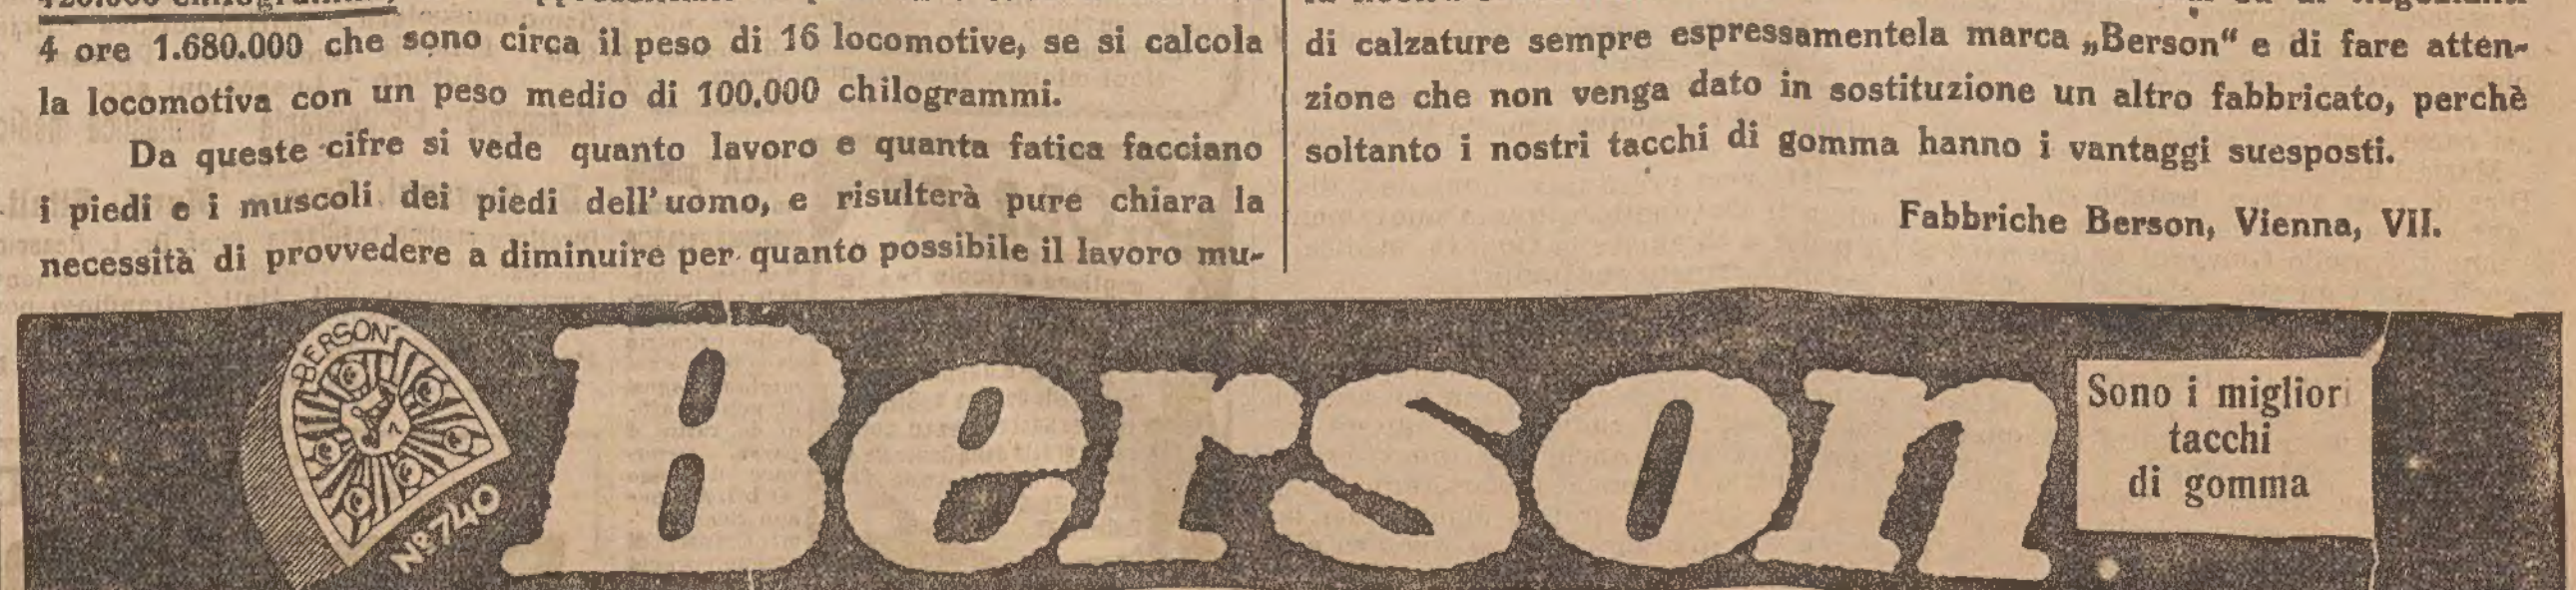 4 ore 1.680.000 che sono circa il peso di 16 locomotive, se si calcola
la locomotiva con un peso medio di 100.000 chilogrammi.
Da queste cifre si vede quanto lavoro e quanta fatica facciano
i piedi e i muscoli dei piedi dell'uomo, e risulterà pure chiara la
necessità di provvedere a diminuire per quanto possibile il lavoro mu-
di calzature sempre espressamentela marca „Berson“ e di fare atten-
zione che non venga dato in sostituzione un altro fabbricato, perchè
soltanto i nostri tacchi di gomma hanno i vantaggi suesposti.
Fabbriche Berson, Vienna, VII.
BERSON
Nº 740
Berson
Sono i migliori
tacchi
di gomma